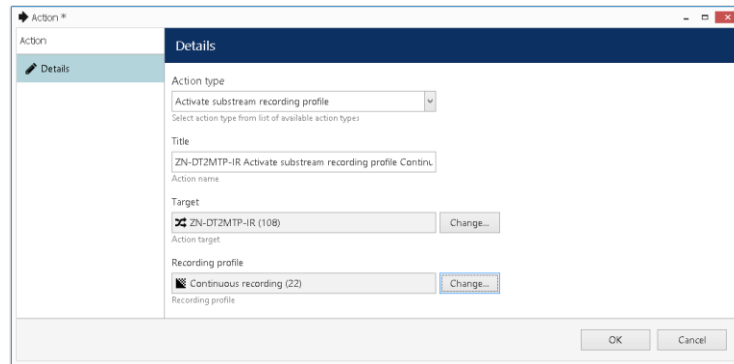 Action *
Action
Details
Details
Action type
Activate substream recording profile
Select action type from list of available action types
Title
ZN-DT2MTP-IR Activate substream recording profile Continu
Action name
Target
ZN-DT2MTP-IR (108)
Change...
Action target
Recording profile
Continuous recording (22)
Change...
Recording profile
OK
Cancel